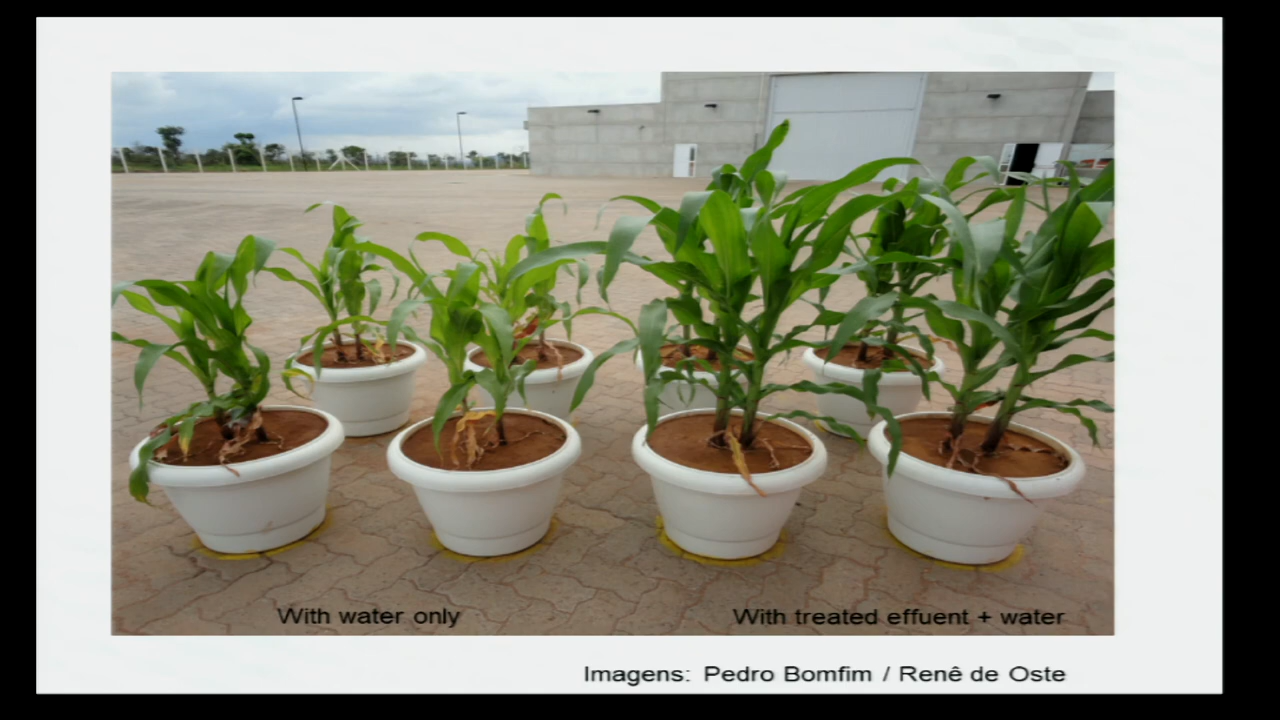 With water only
With treated effuent + water
Imagens: Pedro Bomfim / Renê de Oste